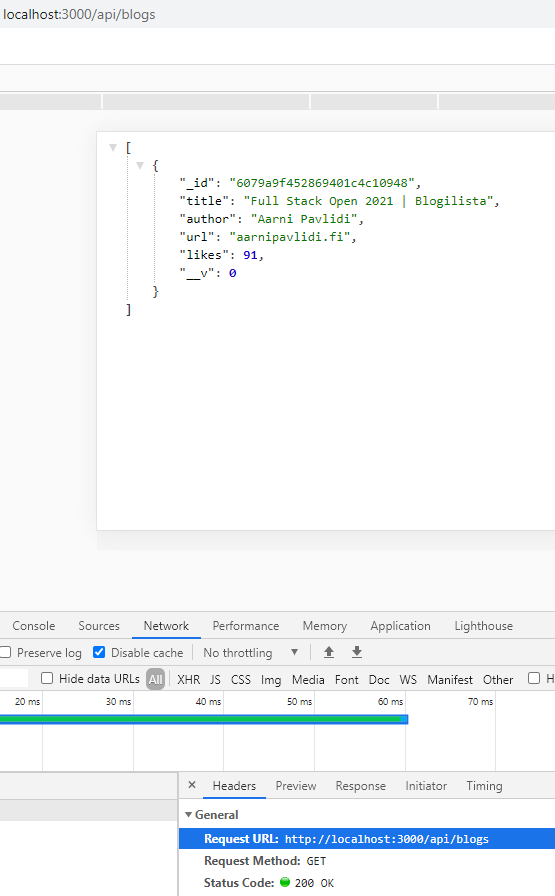 localhost:3000/api/blogs
[
{
"_id": "6079a9f452869401c4c10948",
"title": "Full Stack Open 2021 | Blogilista",
"author": "Aarni Pavlidi",
"url": "aarnipavlidi.fi",
"likes": 91,
"__v": 0
}
]
Console Sources Network Performance Memory Application Lighthouse
Preserve log Disable cache No throttling
Hide data URLs All XHR JS CSS Img Media Font Doc WS Manifest Other H
20 ms 30 ms 40 ms 50 ms 60 ms 70 ms
× Headers Preview Response Initiator Timing
General
Request URL: http://localhost:3000/api/blogs
Request Method: GET
Status Code: 200 OK